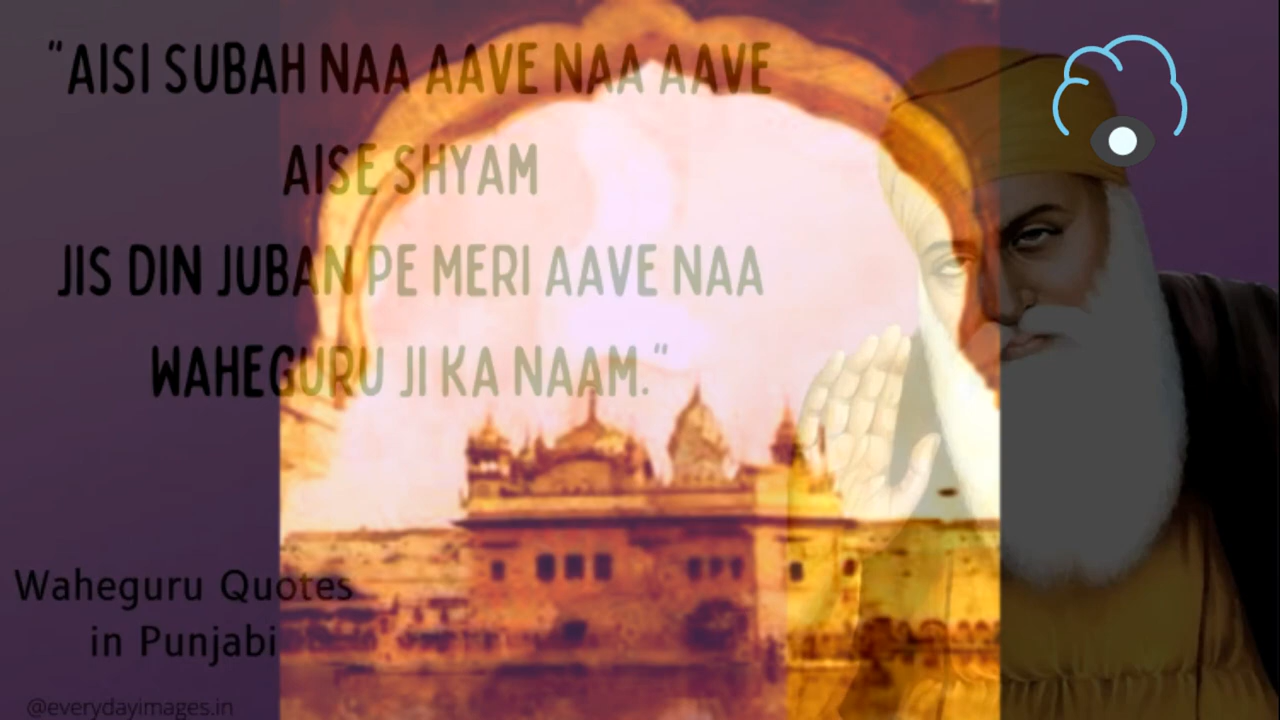 "AISI SUBAH NAA AAVE NAA AAVE
AISE SHYAM
JIS DIN JUBAN PE MERI AAVE NAA
WAHEGURU JI KA NAAM."
Waheguru Quotes
in Punjabi
@everydayimages.in